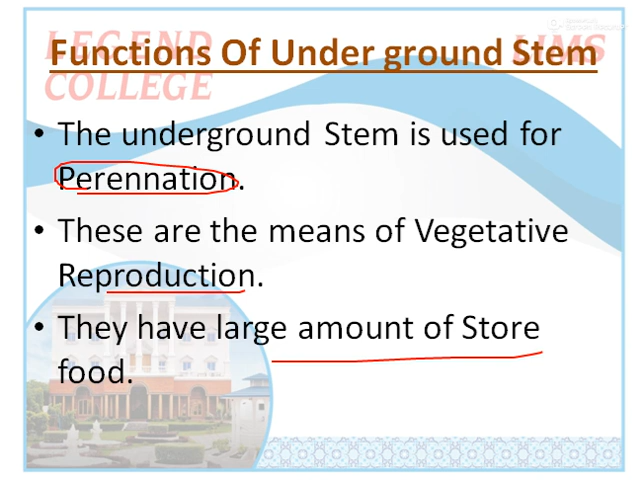 LEGEND
COLLEGE
LLMS
Functions Of Under ground Stem
• The underground Stem is used for
Perennation.
• These are the means of Vegetative
Reproduction.
• They have large amount of Store
food.